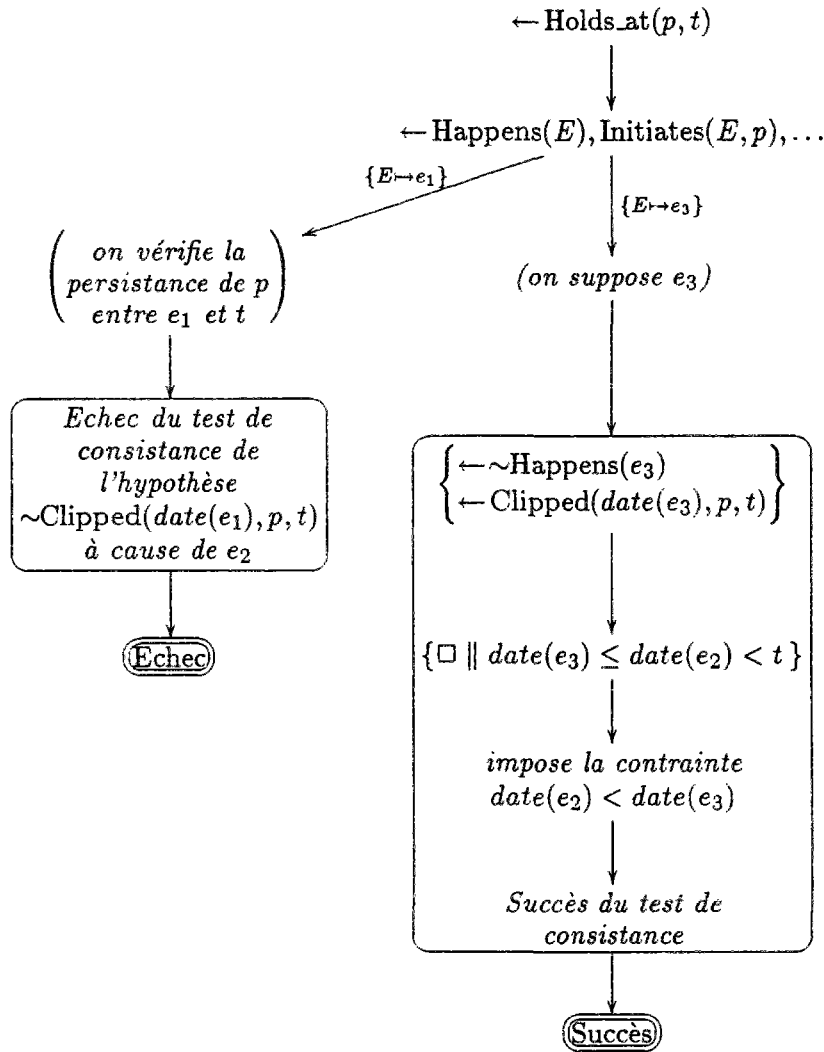 ← Holds_at(p, t)
← Happens(E), Initiates(E, p), ...
{E↦e₁}
{E↦e₃}
on vérifie la
persistance de p
entre e₁ et t
(on suppose e₃)
Echec du test de
consistance de
l'hypothèse
~Clipped(date(e₁), p, t)
à cause de e₂
Echec
{ ← ~Happens(e₃)
← Clipped(date(e₃), p, t) }
{□ ‖ date(e₃) ≤ date(e₂) < t}
impose la contrainte
date(e₂) < date(e₃)
Succès du test de
consistance
Succès